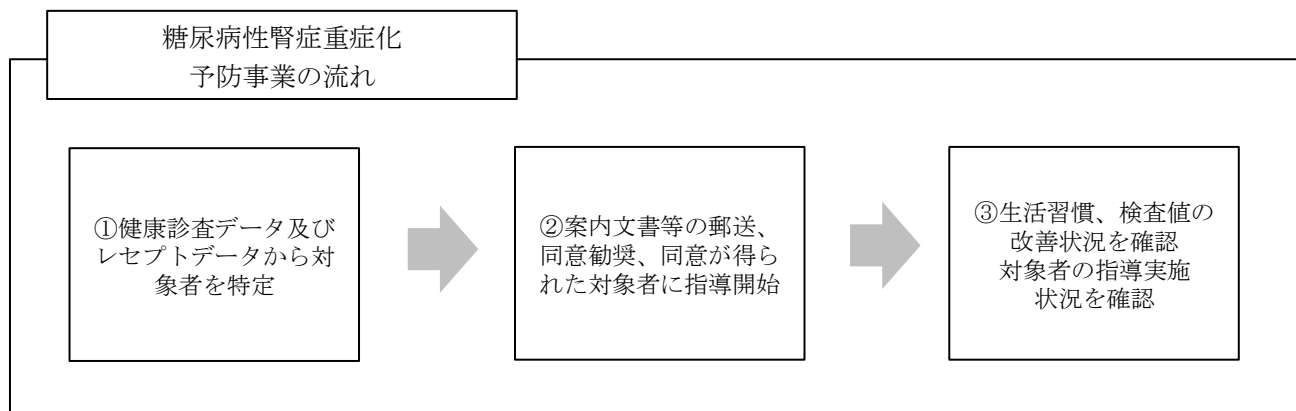 糖尿病性腎症重症化
予防事業の流れ
①健康診査データ及び
レセプトデータから対
象者を特定
②案内文書等の郵送、
同意勧奨、同意が得ら
れた対象者に指導開始
③生活習慣、検査値の
改善状況を確認
対象者の指導実施
状況を確認